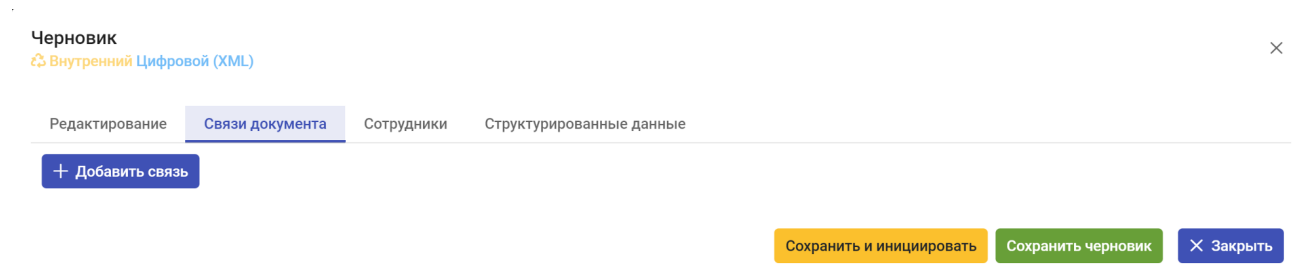 Черновик
Внутренний Цифровой (XML)
Редактирование Связи документа Сотрудники Структурированные данные
+ Добавить связь
Сохранить и инициировать Сохранить черновик × Закрыть